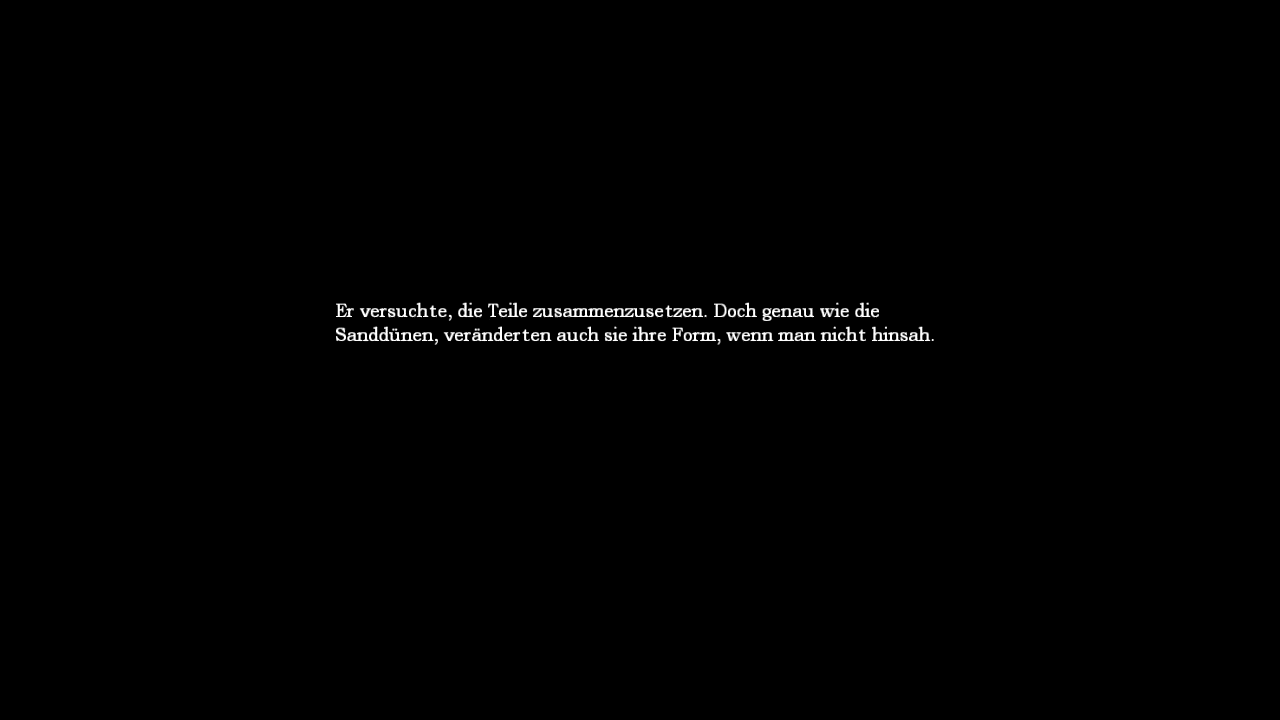 Er versuchte, die Teile zusammenzusetzen. Doch genau wie die
Sanddünen, veränderten auch sie ihre Form, wenn man nicht hinsah.